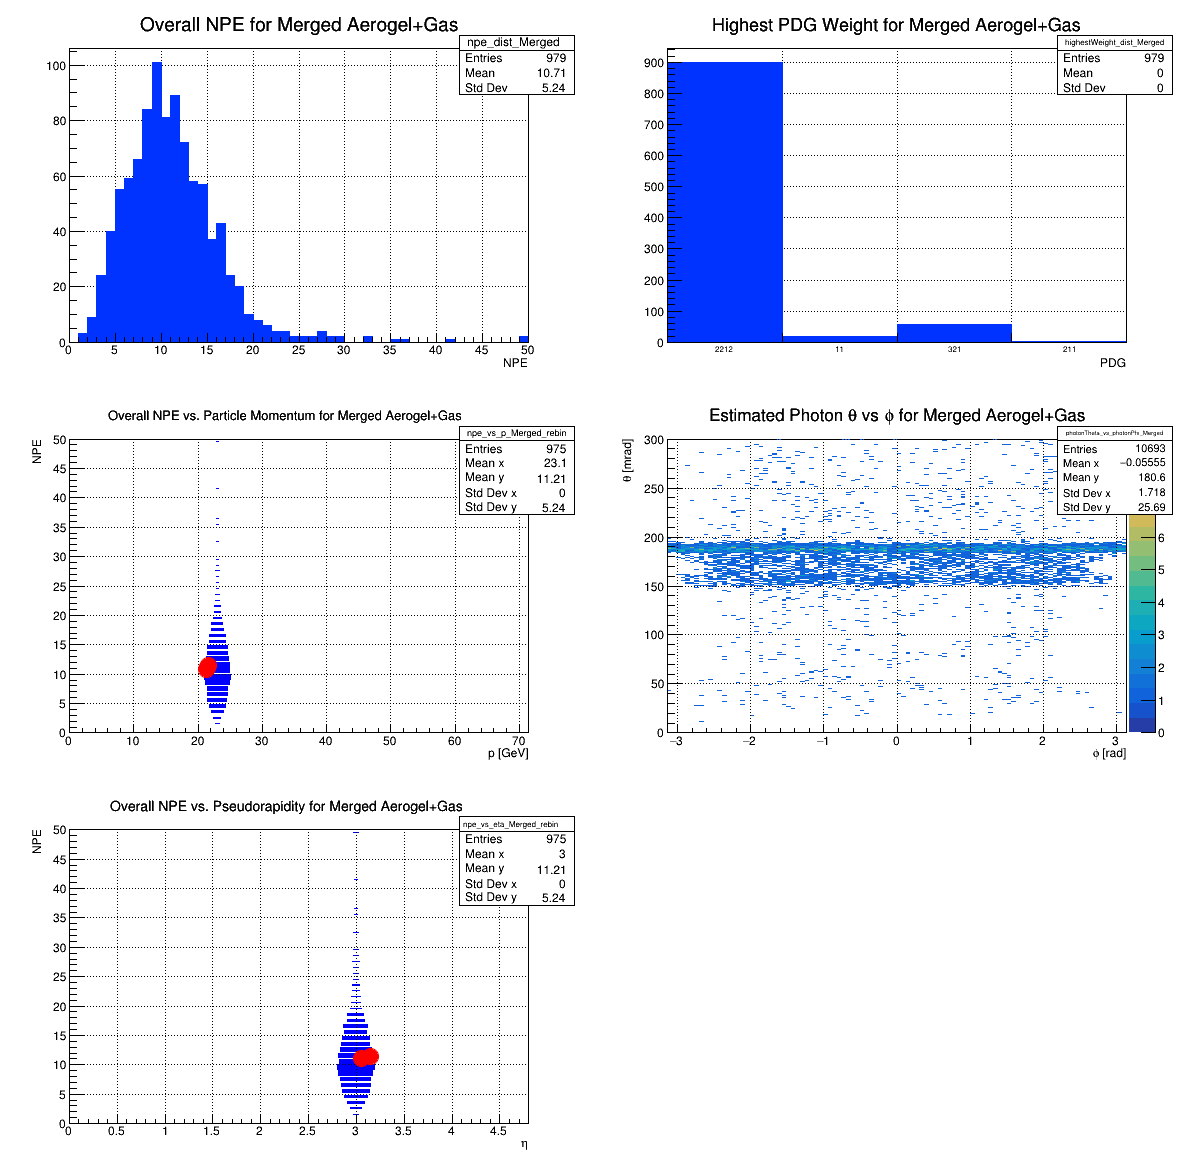 Overall NPE for Merged Aerogel+Gas
npe_dist_Merged
Entries 979
Mean 10.71
Std Dev 5.24
100
80
60
40
20
0
0 5 10 15 20 25 30 35 40 45 50
NPE
Highest PDG Weight for Merged Aerogel+Gas
highestWeight_dist_Merged
Entries 979
Mean 0
Std Dev 0
900
800
700
600
500
400
300
200
100
0
2212 11 321 211
PDG
Overall NPE vs. Particle Momentum for Merged Aerogel+Gas
npe_vs_p_Merged_rebin
Entries 975
Mean x 23.1
Mean y 11.21
Std Dev x 0
Std Dev y 5.24
NPE
50
45
40
35
30
25
20
15
10
5
0
0 10 20 30 40 50 60 70
p [GeV]
Estimated Photon θ vs ϕ for Merged Aerogel+Gas
photonTheta_vs_photonPhi_Merged
Entries 10693
Mean x −0.05555
Mean y 180.6
Std Dev x 1.718
Std Dev y 25.69
θ [mrad]
300
250
200
150
100
50
0
−3 −2 −1 0 1 2 3
ϕ [rad]
6
5
4
3
2
1
0
Overall NPE vs. Pseudorapidity for Merged Aerogel+Gas
npe_vs_eta_Merged_rebin
Entries 975
Mean x 3
Mean y 11.21
Std Dev x 0
Std Dev y 5.24
NPE
50
45
40
35
30
25
20
15
10
5
0
0 0.5 1 1.5 2 2.5 3 3.5 4 4.5
η